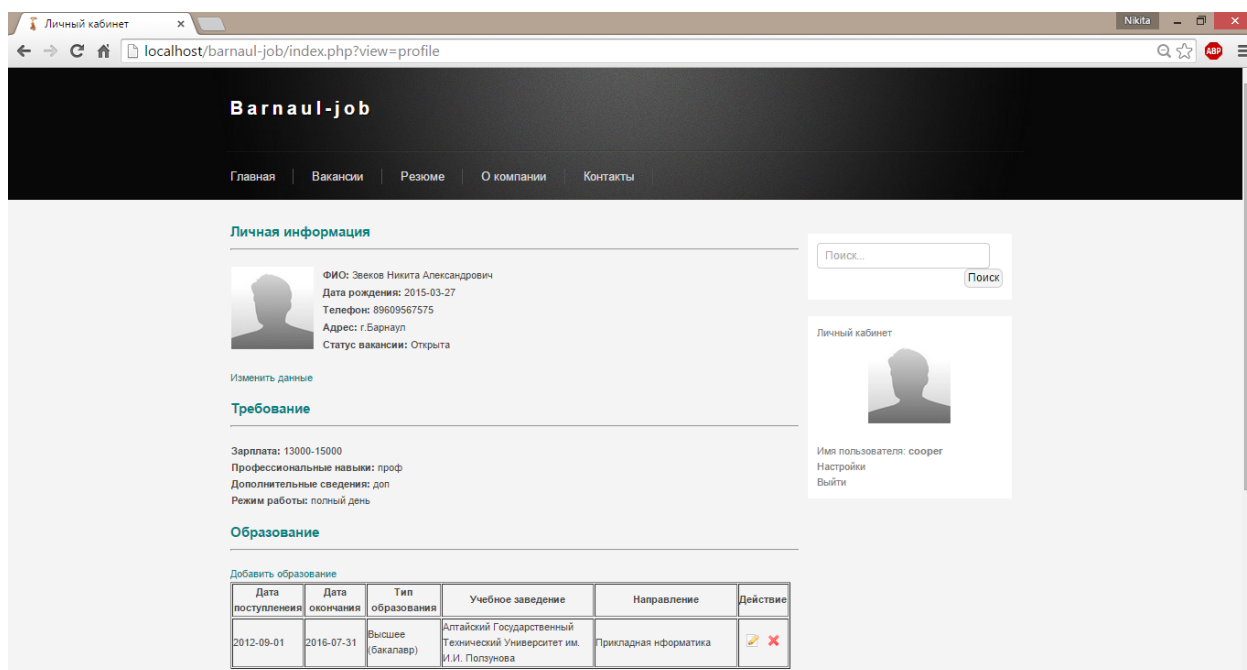 Личный кабинет
Nikita
localhost/barnaul-job/index.php?view=profile
ABP
Barnaul-job
Главная Вакансии Резюме О компании Контакты
Личная информация
ФИО: Звеков Никита Александрович
Дата рождения: 2015-03-27
Телефон: 89609567575
Адрес: г.Барнаул
Статус вакансии: Открыта
Изменить данные
Требование
Зарплата: 13000-15000
Профессиональные навыки: проф
Дополнительные сведения: доп
Режим работы: полный день
Образование
Добавить образование
Дата поступленеия Дата окончания Тип образования Учебное заведение Направление Действие
2012-09-01 2016-07-31 Высшее (бакалавр) Алтайский Государственный Технический Университет им. И.И. Ползунова Прикладная нформатика
Поиск...
Поиск
Личный кабинет
Имя пользователя: cooper
Настройки
Выйти